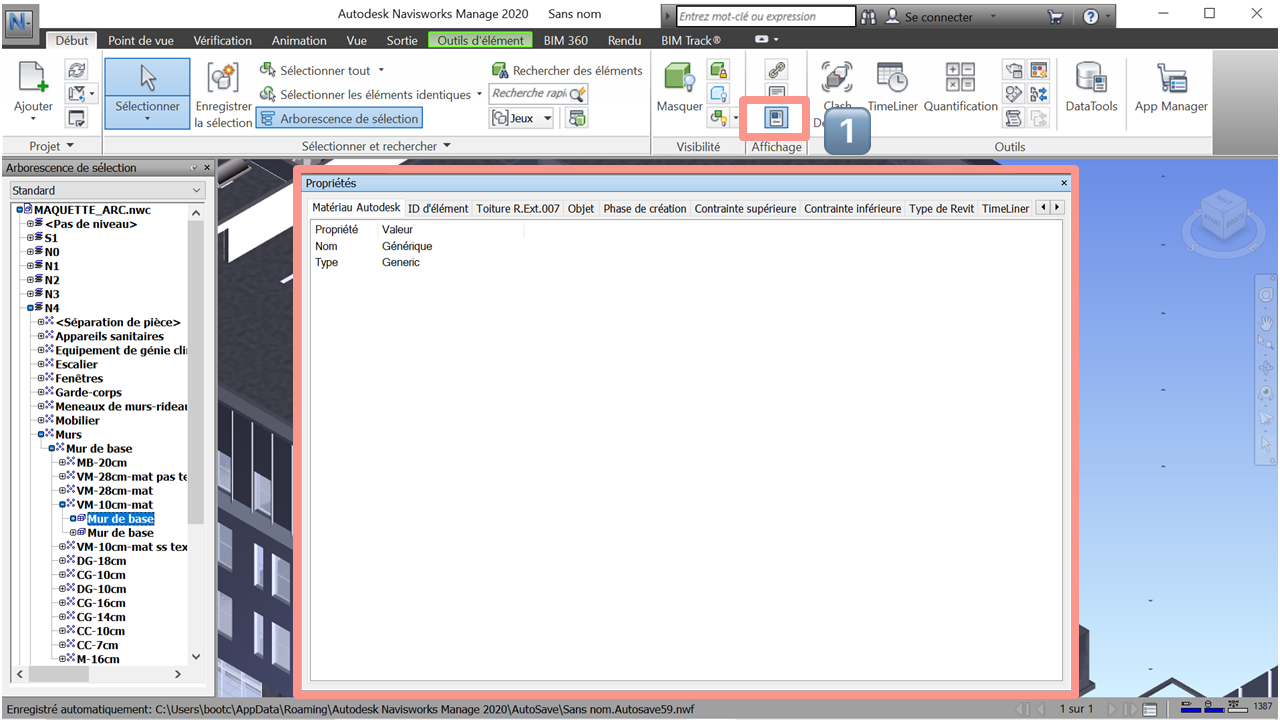 N
Autodesk Navisworks Manage 2020 Sans nom
Entrez mot-clé ou expression
Se connecter
?
Début Point de vue Vérification Animation Vue Sortie Outils d'élément BIM 360 Rendu BIM Track®
Ajouter
Projet
Sélectionner
Enregistrer
la sélection
Sélectionner tout
Sélectionner les éléments identiques
Arborescence de sélection
Rechercher des éléments
Recherche rapi
Jeux
Sélectionner et rechercher
Masquer
Visibilité
Affichage
1
Clash
TimeLiner
Quantification
Outils
DataTools
App Manager
Arborescence de sélection
Standard
MAQUETTE_ARC.nwc
<Pas de niveau>
S1
N0
N1
N2
N3
N4
<Séparation de pièce>
Appareils sanitaires
Equipement de génie cli
Escalier
Fenêtres
Garde-corps
Meneaux de murs-rideau
Mobilier
Murs
Mur de base
MB-20cm
VM-28cm-mat pas te
VM-28cm-mat
VM-10cm-mat
Mur de base
Mur de base
VM-10cm-mat ss tex
DG-18cm
CG-10cm
DG-10cm
CG-16cm
CG-14cm
CC-10cm
CC-7cm
M-16cm
Propriétés
Matériau Autodesk ID d'élément Toiture R.Ext.007 Objet Phase de création Contrainte supérieure Contrainte inférieure Type de Revit TimeLiner
Propriété Valeur
Nom Générique
Type Generic
Enregistré automatiquement: C:\Users\bootc\AppData\Roaming\Autodesk Navisworks Manage 2020\AutoSave\Sans nom.Autosave59.nwf
1 sur 1
1387